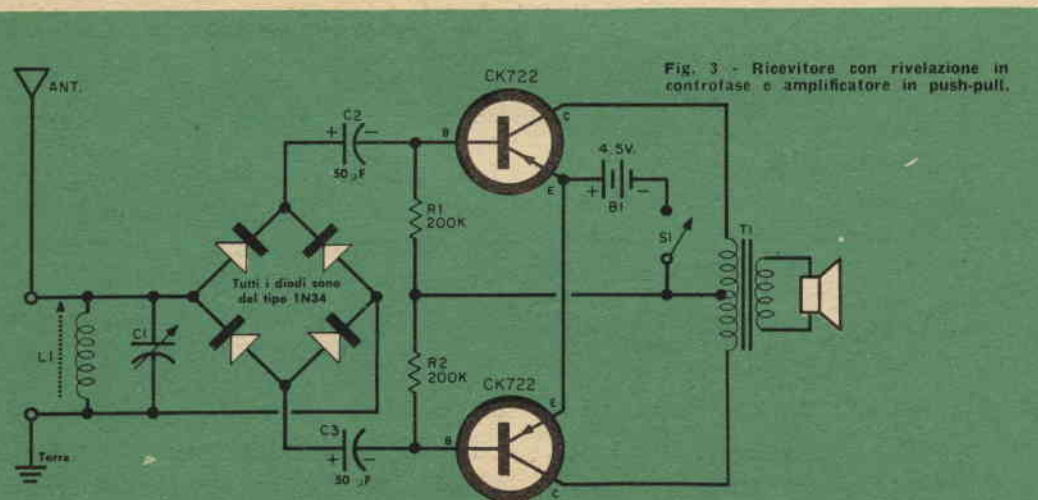 Fig. 3 - Ricevitore con rivelazione in
controfase e amplificatore in push-pull.
ANT.
CK722
C2
+ -
50 µF
B
C
E
4.5V.
+ -
B1
R1
200K
S1
T1
Tutti i diodi sono
del tipo 1N34
L1
C1
R2
200K
CK722
C3
+ -
50 µF
B
E
C
Terra